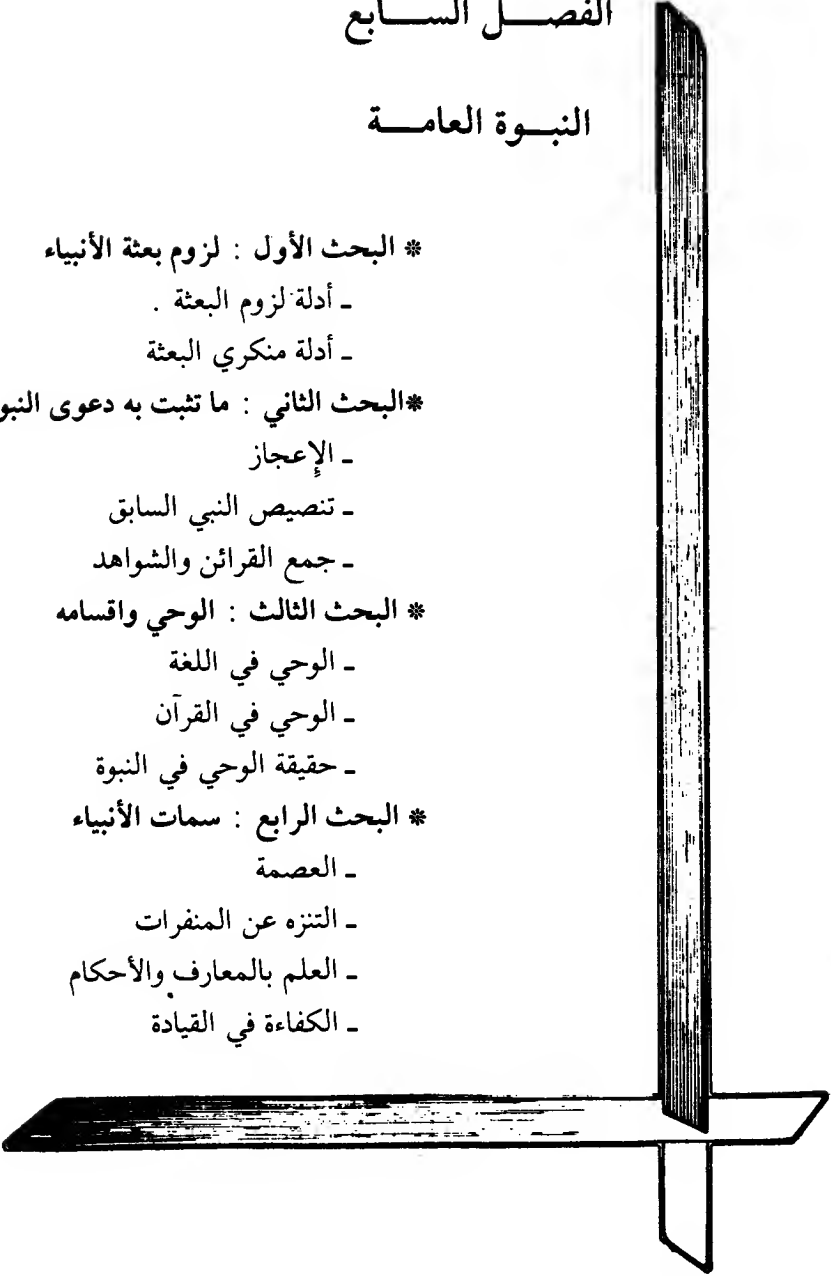 الفصل السابع
النبوة العامة
* البحث الأول : لزوم بعثة الأنبياء
ـ أدلة لزوم البعثة .
ـ أدلة منكري البعثة
*البحث الثاني : ما تثبت به دعوى النبو
ـ الإعجاز
ـ تنصيص النبي السابق
ـ جمع القرائن والشواهد
* البحث الثالث : الوحي واقسامه
ـ الوحي في اللغة
ـ الوحي في القرآن
ـ حقيقة الوحي في النبوة
* البحث الرابع : سمات الأنبياء
ـ العصمة
ـ التنزه عن المنفرات
ـ العلم بالمعارف والأحكام
ـ الكفاءة في القيادة